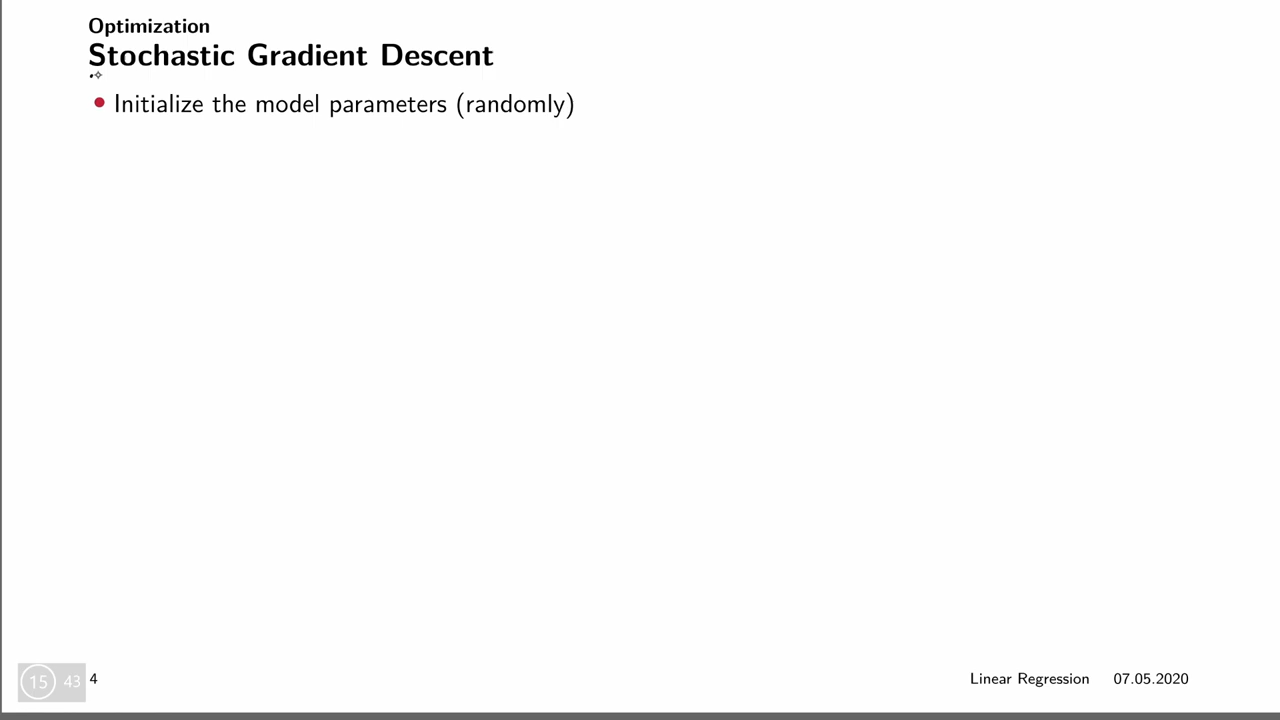 Optimization
Stochastic Gradient Descent
• Initialize the model parameters (randomly)
15 43 4 Linear Regression 07.05.2020